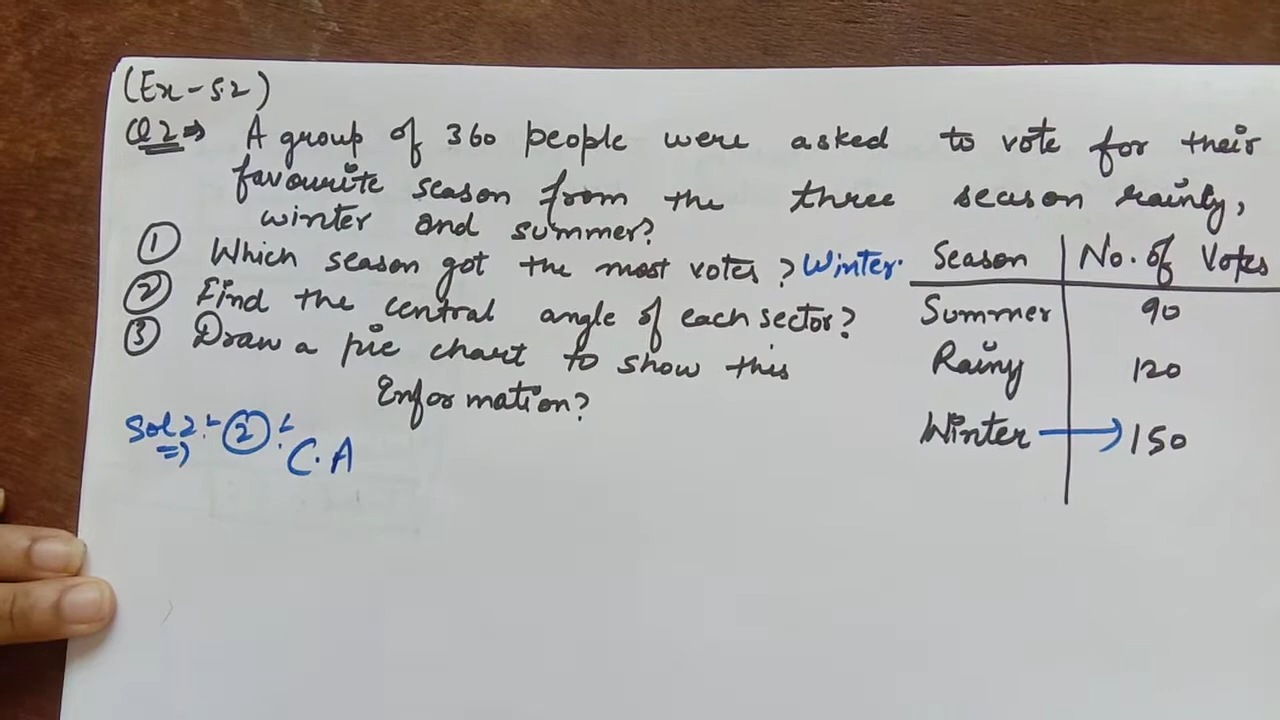 (Ex-5.2)
Q2⇒ A group of 360 people were asked to vote for their
favourite season from the three season rainy,
winter and summer?
① Which season got the most votes? Winter.
② Find the central angle of each sector?
③ Draw a pie chart to show this
Information?
Season No. of Votes
Summer 90
Rainy 120
Winter → 150
Sol2:- ②:- C.A
⇒